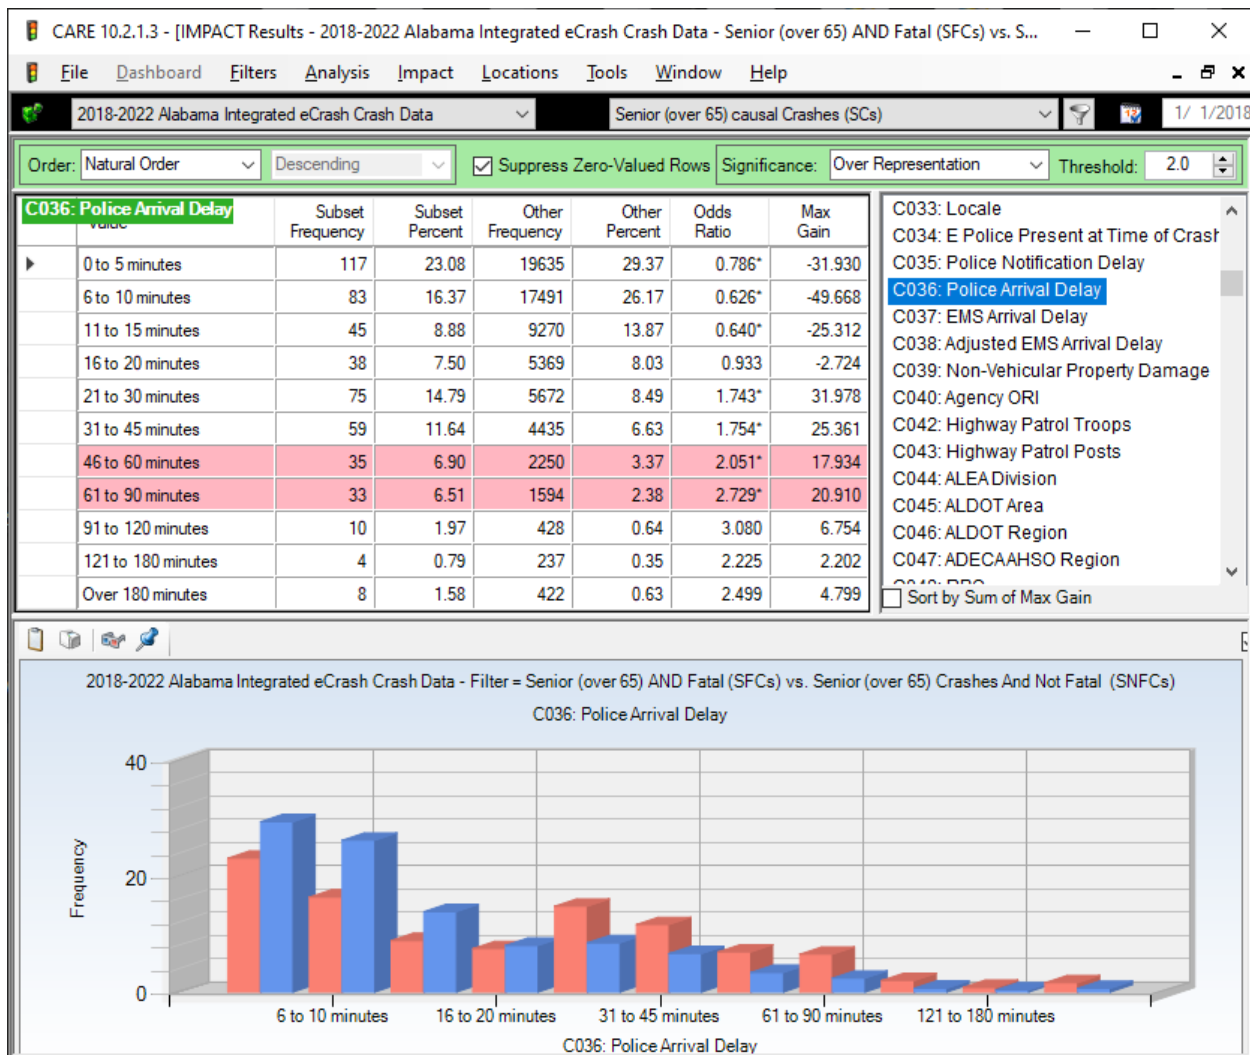 CARE 10.2.1.3 - [IMPACT Results - 2018-2022 Alabama Integrated eCrash Crash Data - Senior (over 65) AND Fatal (SFCs) vs. S...
File Dashboard Filters Analysis Impact Locations Tools Window Help
2018-2022 Alabama Integrated eCrash Crash Data Senior (over 65) causal Crashes (SCs) 1/ 1/2018
Order: Natural Order Descending Suppress Zero-Valued Rows Significance: Over Representation Threshold: 2.0
C036: Police Arrival Delay Subset Frequency Subset Percent Other Frequency Other Percent Odds Ratio Max Gain
0 to 5 minutes 117 23.08 19635 29.37 0.786* -31.930
6 to 10 minutes 83 16.37 17491 26.17 0.626* -49.668
11 to 15 minutes 45 8.88 9270 13.87 0.640* -25.312
16 to 20 minutes 38 7.50 5369 8.03 0.933 -2.724
21 to 30 minutes 75 14.79 5672 8.49 1.743* 31.978
31 to 45 minutes 59 11.64 4435 6.63 1.754* 25.361
46 to 60 minutes 35 6.90 2250 3.37 2.051* 17.934
61 to 90 minutes 33 6.51 1594 2.38 2.729* 20.910
91 to 120 minutes 10 1.97 428 0.64 3.080 6.754
121 to 180 minutes 4 0.79 237 0.35 2.225 2.202
Over 180 minutes 8 1.58 422 0.63 2.499 4.799
C033: Locale
C034: E Police Present at Time of Crash
C035: Police Notification Delay
C036: Police Arrival Delay
C037: EMS Arrival Delay
C038: Adjusted EMS Arrival Delay
C039: Non-Vehicular Property Damage
C040: Agency ORI
C042: Highway Patrol Troops
C043: Highway Patrol Posts
C044: ALEA Division
C045: ALDOT Area
C046: ALDOT Region
C047: ADECAAHSO Region
Sort by Sum of Max Gain
2018-2022 Alabama Integrated eCrash Crash Data - Filter = Senior (over 65) AND Fatal (SFCs) vs. Senior (over 65) Crashes And Not Fatal (SNFCs)
C036: Police Arrival Delay
40
20
0
Frequency
6 to 10 minutes 16 to 20 minutes 31 to 45 minutes 61 to 90 minutes 121 to 180 minutes
C036: Police Arrival Delay